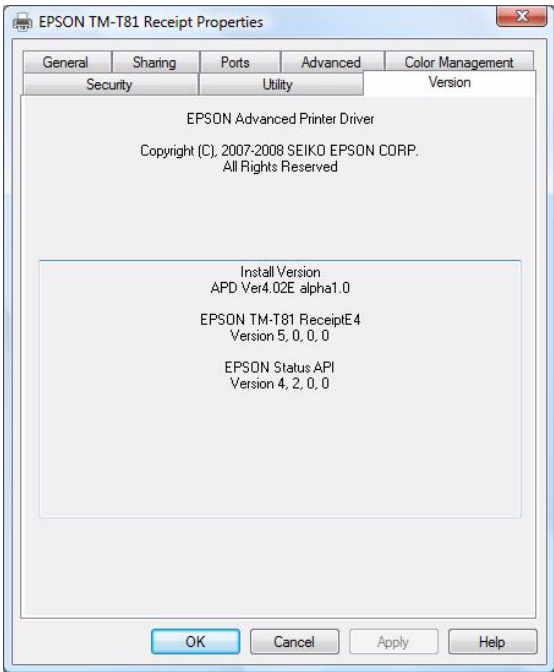 EPSON TM-T81 Receipt Properties
General Sharing Ports Advanced Color Management
Security Utility Version
EPSON Advanced Printer Driver
Copyright (C), 2007-2008 SEIKO EPSON CORP.
All Rights Reserved
Install Version
APD Ver4.02E alpha1.0
EPSON TM-T81 ReceiptE4
Version 5, 0, 0, 0
EPSON Status API
Version 4, 2, 0, 0
OK Cancel Apply Help